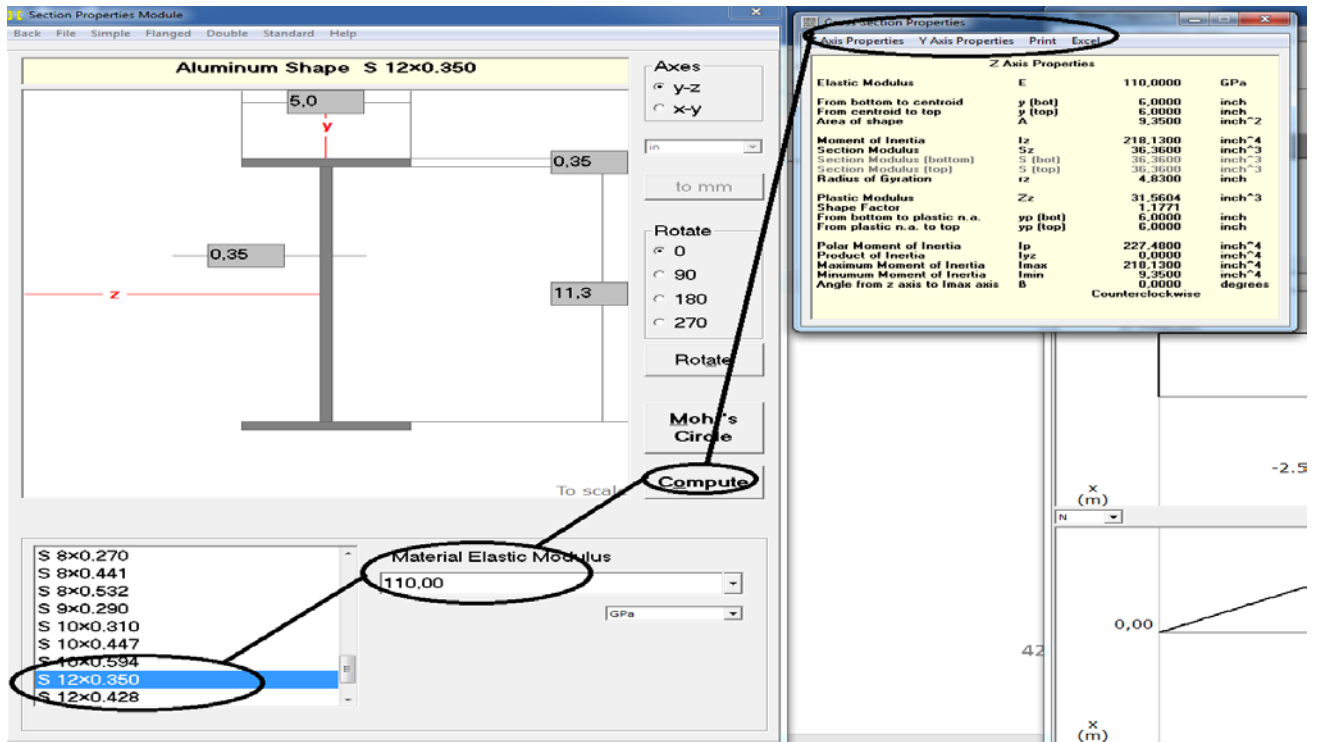 Section Properties Module
Back File Simple Flanged Double Standard Help
Aluminum Shape S 12×0.350
5,0
y
0,35
0,35
z
11,3
To scale
Axes
y-z
x-y
in
to mm
Rotate
0
90
180
270
Rotate
Mohr's
Circle
Compute
S 8×0.270
S 8×0.441
S 8×0.532
S 9×0.290
S 10×0.310
S 10×0.447
S 10×0.594
S 12×0.350
S 12×0.428
Material Elastic Modulus
110,00
GPa
Cross Section Properties
Axis Properties Y Axis Properties Print Excel
Z Axis Properties
Elastic Modulus E 110,0000 GPa
From bottom to centroid y (bot) 6,0000 inch
From centroid to top y (top) 6,0000 inch
Area of shape A 9,3500 inch^2
Moment of Inertia Iz 218,1300 inch^4
Section Modulus Sz 36,3600 inch^3
Section Modulus (bottom) S (bot) 36,3600 inch^3
Section Modulus (top) S (top) 36,3600 inch^3
Radius of Gyration rz 4,8300 inch
Plastic Modulus Zz 31,5604 inch^3
Shape Factor 1,1771
From bottom to plastic n.a. yp (bot) 6,0000 inch
From plastic n.a. to top yp (top) 6,0000 inch
Polar Moment of Inertia Ip 227,4800 inch^4
Product of Inertia Iyz 0,0000 inch^4
Maximum Moment of Inertia Imax 218,1300 inch^4
Minumum Moment of Inertia Imin 9,3500 inch^4
Angle from z axis to Imax axis ß 0,0000 degrees
Counterclockwise
-2.5
x
(m)
N
0,00
42
x
(m)